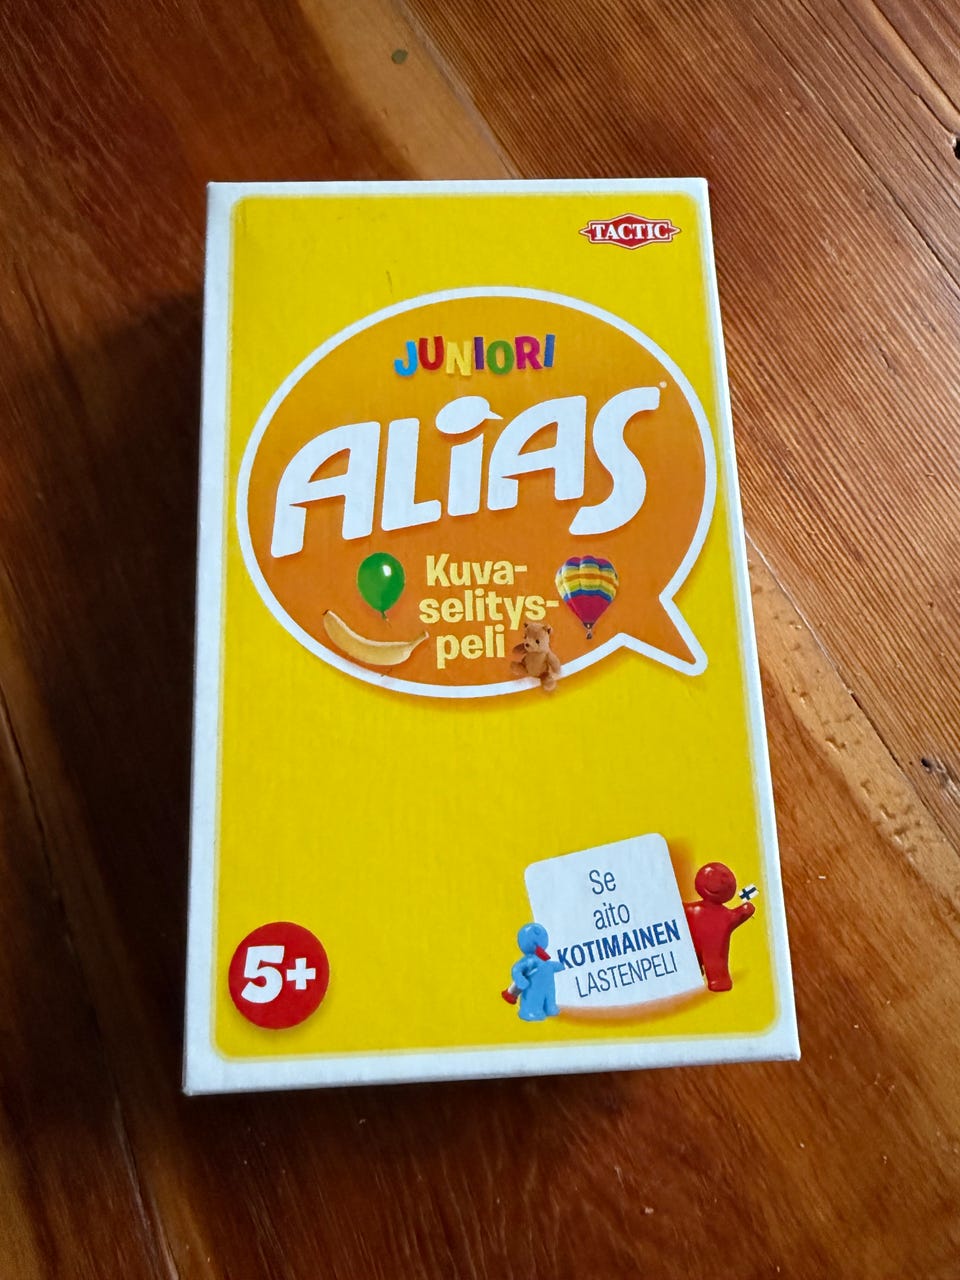 TACTIC
JUNIORI
ALIAS®
Kuva-
selitys-
peli
Se
aito
KOTIMAINEN
LASTENPELI
5+